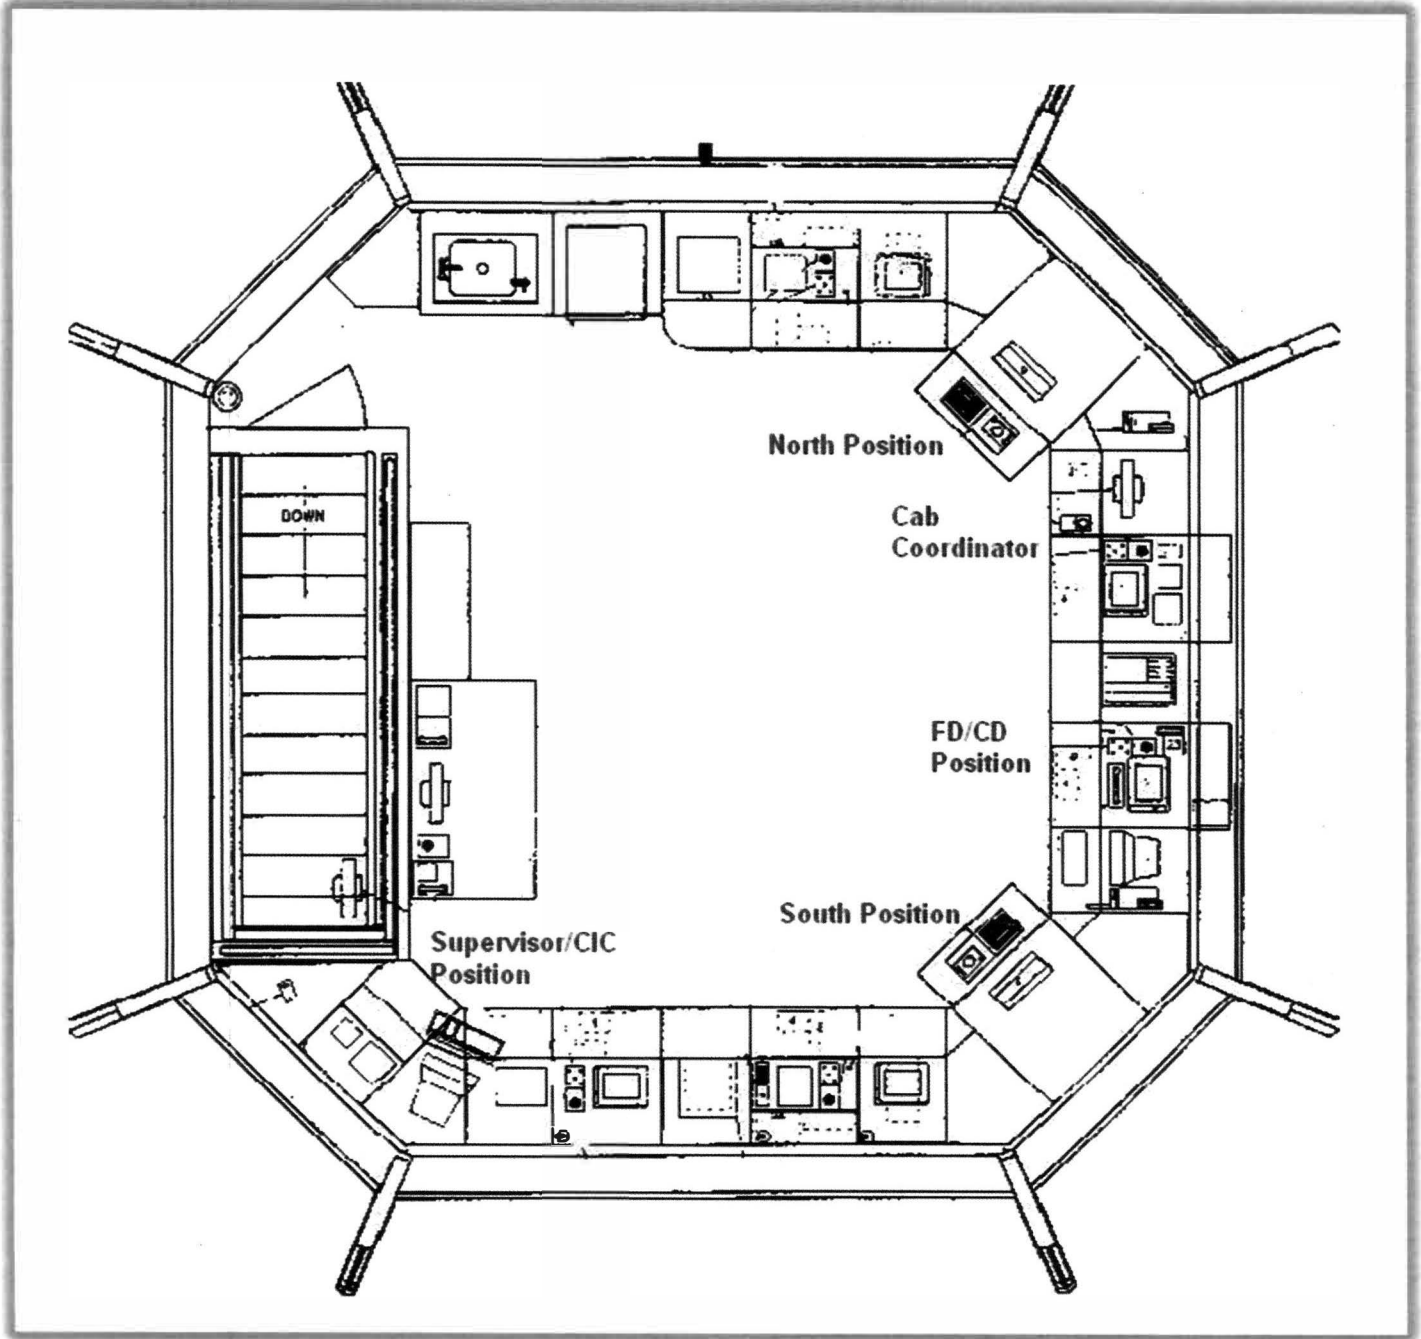 North Position
Cab
Coordinator
DOWN
FD/CD
Position
South Position
Supervisor/CIC
Position